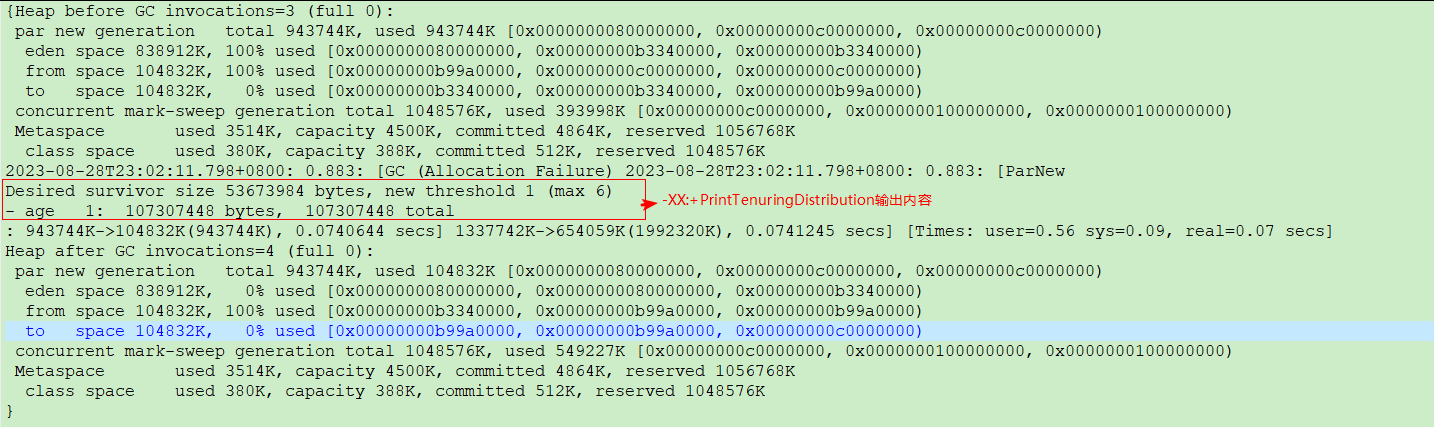 {Heap before GC invocations=3 (full 0):
 par new generation   total 943744K, used 943744K [0x0000000080000000, 0x00000000c0000000, 0x00000000c0000000)
  eden space 838912K, 100% used [0x0000000080000000, 0x00000000b3340000, 0x00000000b3340000)
  from space 104832K, 100% used [0x00000000b99a0000, 0x00000000c0000000, 0x00000000c0000000)
  to   space 104832K,   0% used [0x00000000b3340000, 0x00000000b3340000, 0x00000000b99a0000)
 concurrent mark-sweep generation total 1048576K, used 393998K [0x00000000c0000000, 0x0000000100000000, 0x0000000100000000)
 Metaspace       used 3514K, capacity 4500K, committed 4864K, reserved 1056768K
  class space    used 380K, capacity 388K, committed 512K, reserved 1048576K
2023-08-28T23:02:11.798+0800: 0.883: [GC (Allocation Failure) 2023-08-28T23:02:11.798+0800: 0.883: [ParNew
Desired survivor size 53673984 bytes, new threshold 1 (max 6)
-XX:+PrintTenuringDistribution输出内容
- age   1:  107307448 bytes,  107307448 total
: 943744K->104832K(943744K), 0.0740644 secs] 1337742K->654059K(1992320K), 0.0741245 secs] [Times: user=0.56 sys=0.09, real=0.07 secs]
Heap after GC invocations=4 (full 0):
 par new generation   total 943744K, used 104832K [0x0000000080000000, 0x00000000c0000000, 0x00000000c0000000)
  eden space 838912K,   0% used [0x0000000080000000, 0x0000000080000000, 0x00000000b3340000)
  from space 104832K, 100% used [0x00000000b3340000, 0x00000000b99a0000, 0x00000000b99a0000)
  to   space 104832K,   0% used [0x00000000b99a0000, 0x00000000b99a0000, 0x00000000c0000000)
 concurrent mark-sweep generation total 1048576K, used 549227K [0x00000000c0000000, 0x0000000100000000, 0x0000000100000000)
 Metaspace       used 3514K, capacity 4500K, committed 4864K, reserved 1056768K
  class space    used 380K, capacity 388K, committed 512K, reserved 1048576K
}